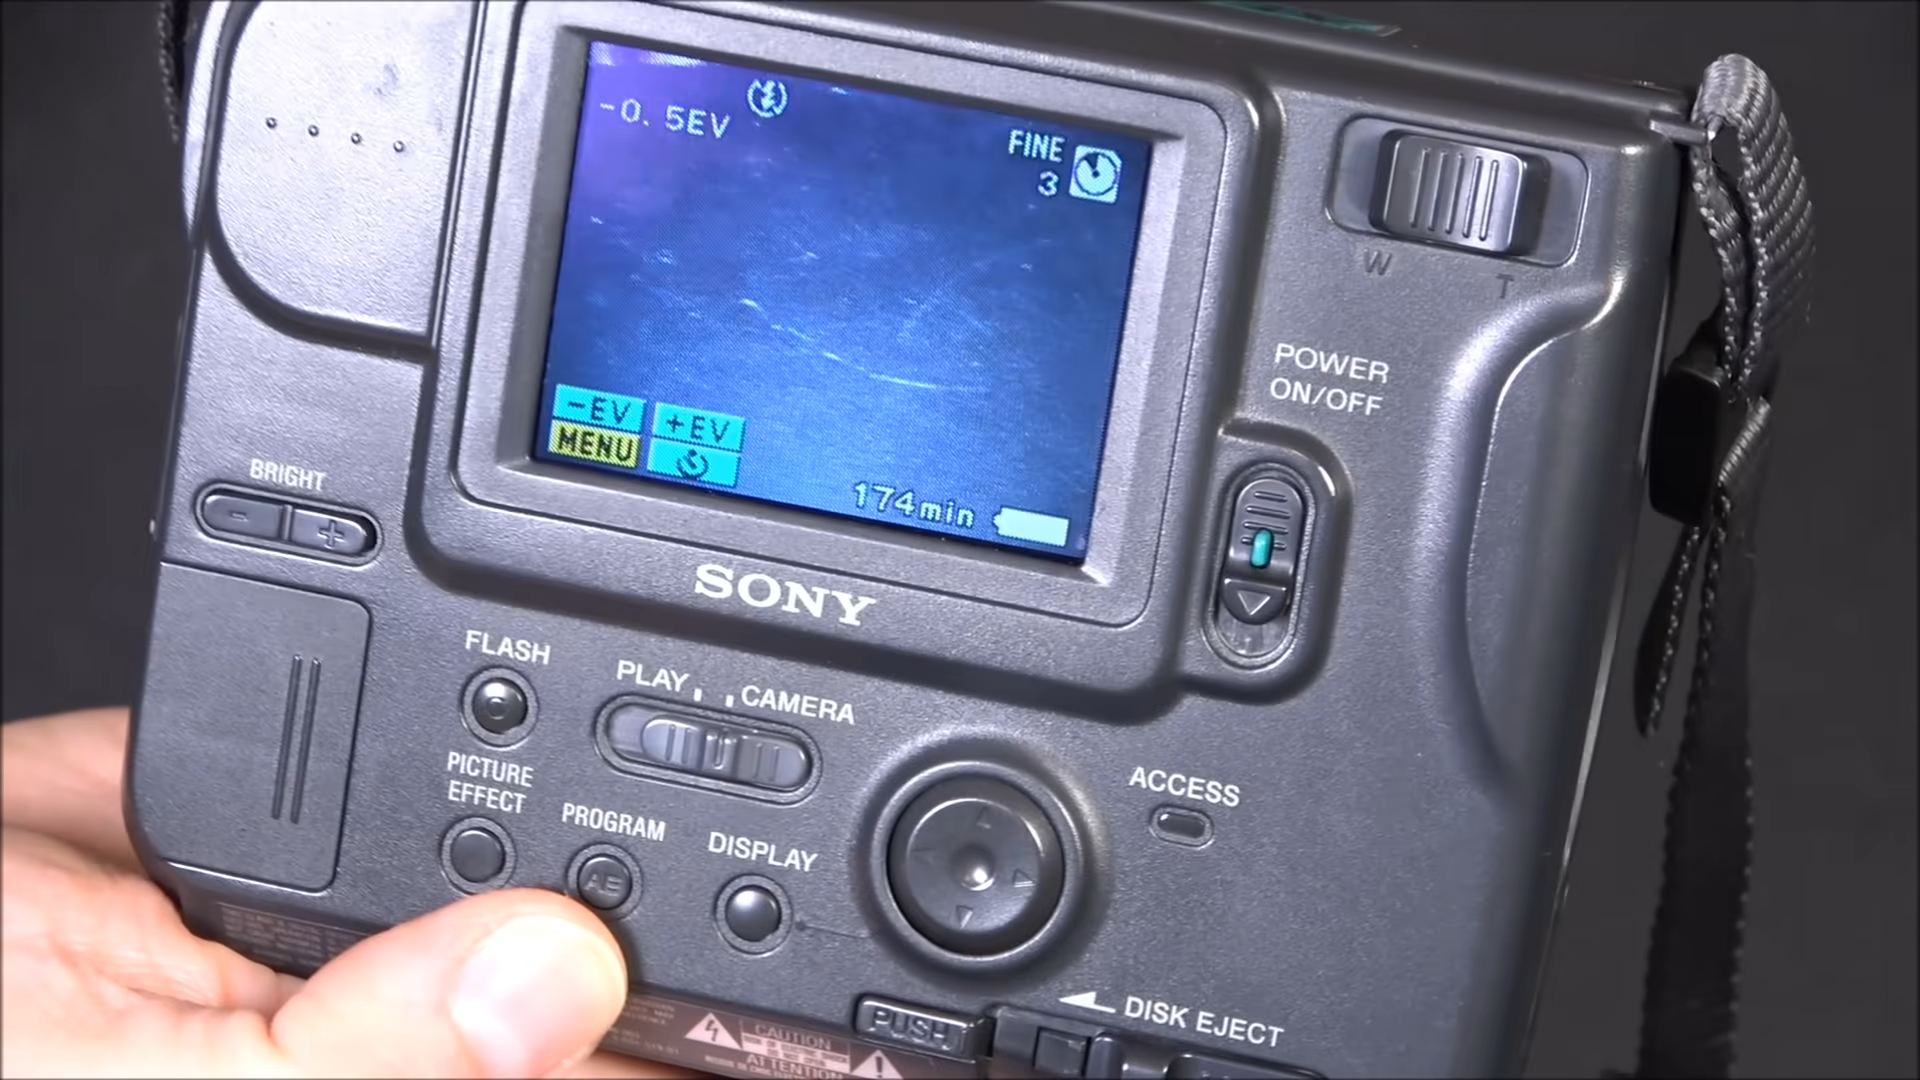 -0.5EV
FINE
3
-EV +EV
MENU
174min
W T
POWER
ON/OFF
BRIGHT
- +
SONY
FLASH
PLAY CAMERA
PICTURE
EFFECT
PROGRAM
AE
DISPLAY
ACCESS
PUSH
DISK EJECT
CAUTION
ATTENTION